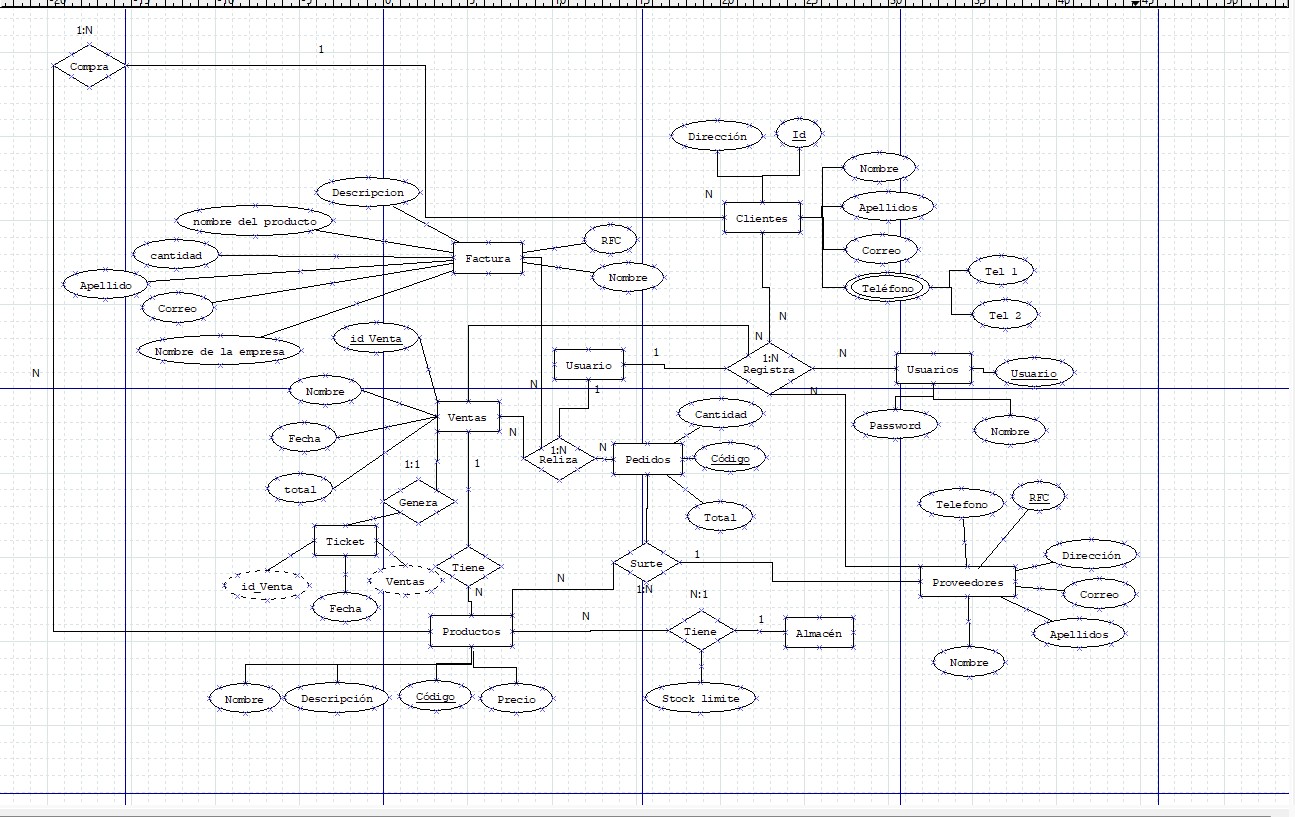 1:N
Compra
1
Dirección
Id
Nombre
Descripcion
N
Apellidos
nombre del producto
Clientes
RFC
cantidad
Factura
Correo
Nombre
Tel 1
Apellido
Teléfono
Correo
Tel 2
N
id Venta
N
Nombre de la empresa
1
N
1:N
Usuario
Registra
Usuarios
Usuario
N
N
1
N
Nombre
Cantidad
Ventas
Password
Nombre
N
Fecha
1:N
N
Reliza
Pedidos
Código
1:1
1
total
Genera
Telefono
RFC
Total
Ticket
1
Dirección
Surte
Tiene
N
Ventas
id_Venta
Proveedores
1:N
N
N:1
Correo
Fecha
N
1
Productos
Tiene
Almacén
Apellidos
Nombre
Nombre
Descripción
Código
Precio
Stock limite